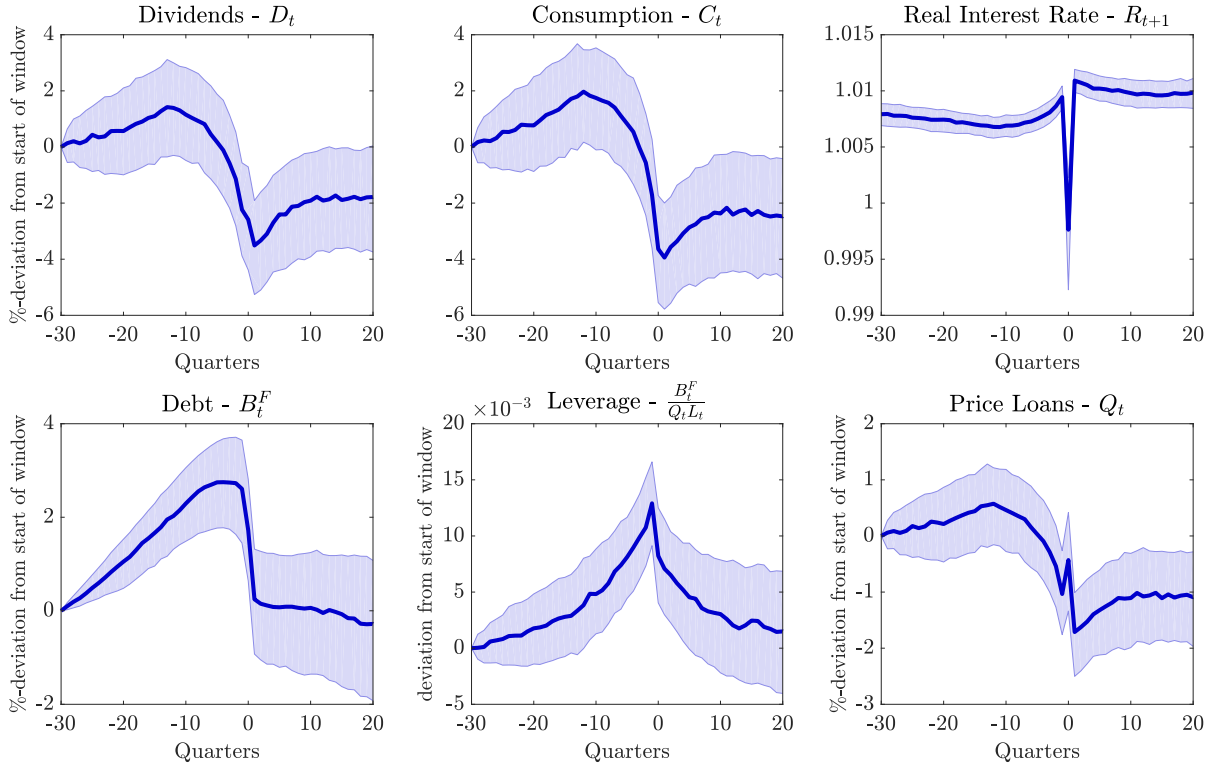 Dividends - D_t
Consumption - C_t
Real Interest Rate - R_{t+1}
%-deviation from start of window
4
2
0
-2
-4
-6
-30 -20 -10 0 10 20
Quarters
4
2
0
-2
-4
-6
-30 -20 -10 0 10 20
Quarters
1.015
1.01
1.005
1
0.995
0.99
-30 -20 -10 0 10 20
Quarters
Debt - B_t^F
Leverage - \frac{B_t^F}{Q_t L_t}
Price Loans - Q_t
%-deviation from start of window
4
2
0
-2
-30 -20 -10 0 10 20
Quarters
×10^{-3}
deviation from start of window
20
15
10
5
0
-5
-30 -20 -10 0 10 20
Quarters
%-deviation from start of window
2
1
0
-1
-2
-3
-30 -20 -10 0 10 20
Quarters